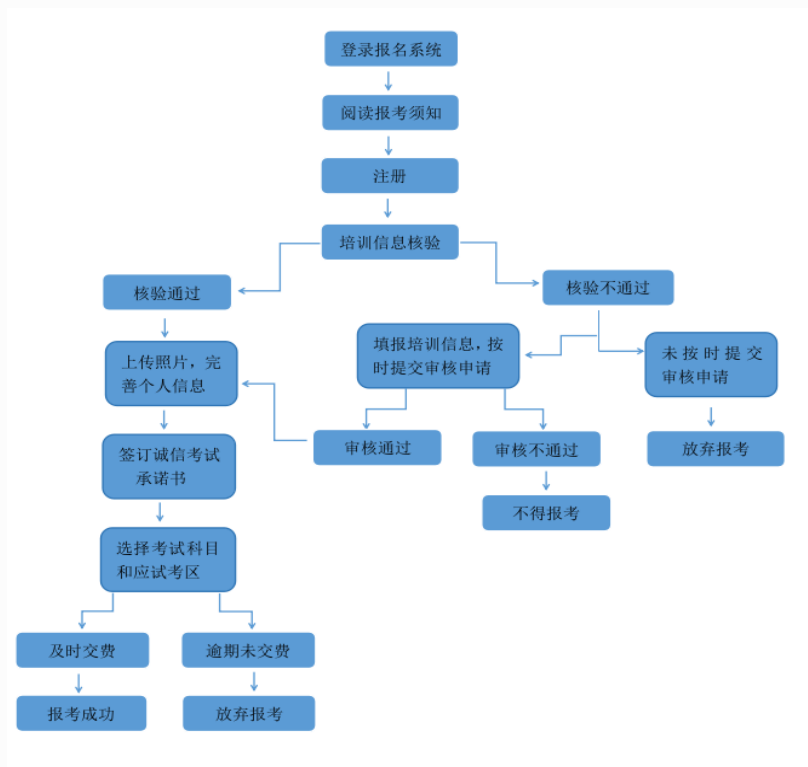 登录报名系统
阅读报考须知
注册
培训信息核验
核验通过
核验不通过
填报培训信息，按
时提交审核申请
未按时提交
审核申请
上传照片，完
善个人信息
审核通过
审核不通过
放弃报考
签订诚信考试
承诺书
不得报考
选择考试科目
和应试考区
及时交费
逾期未交费
报考成功
放弃报考